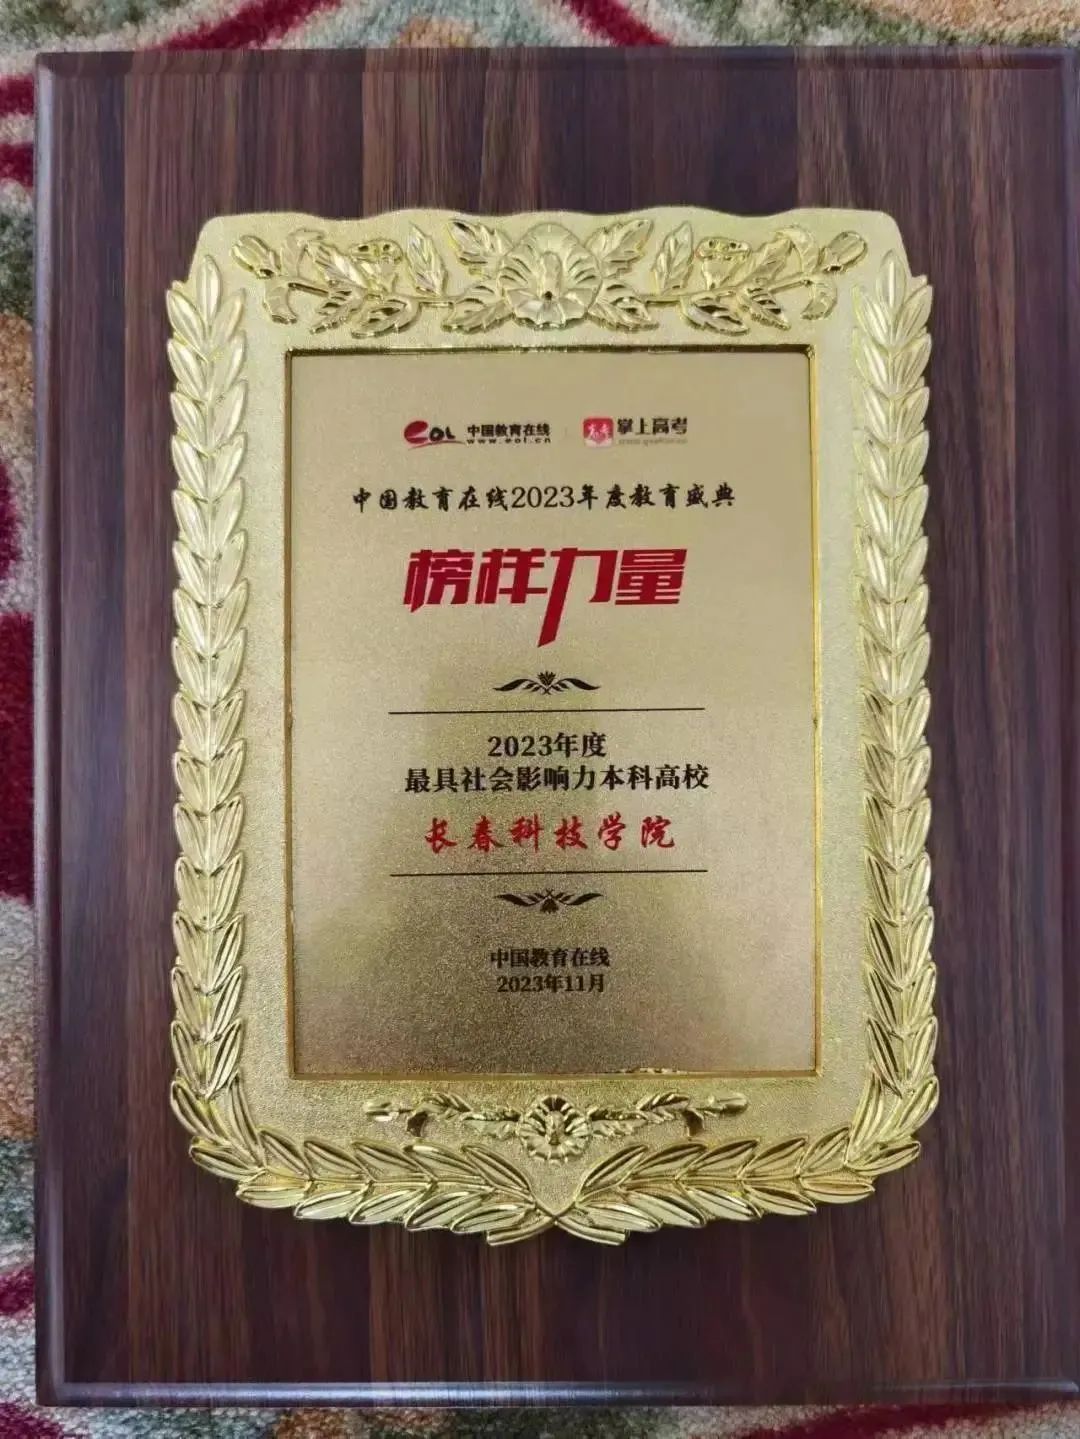 eol 中国教育在线 www.eol.cn 掌上高考
中国教育在线2023年度教育盛典
榜样力量
2023年度
最具社会影响力本科高校
长春科技学院
中国教育在线
2023年11月